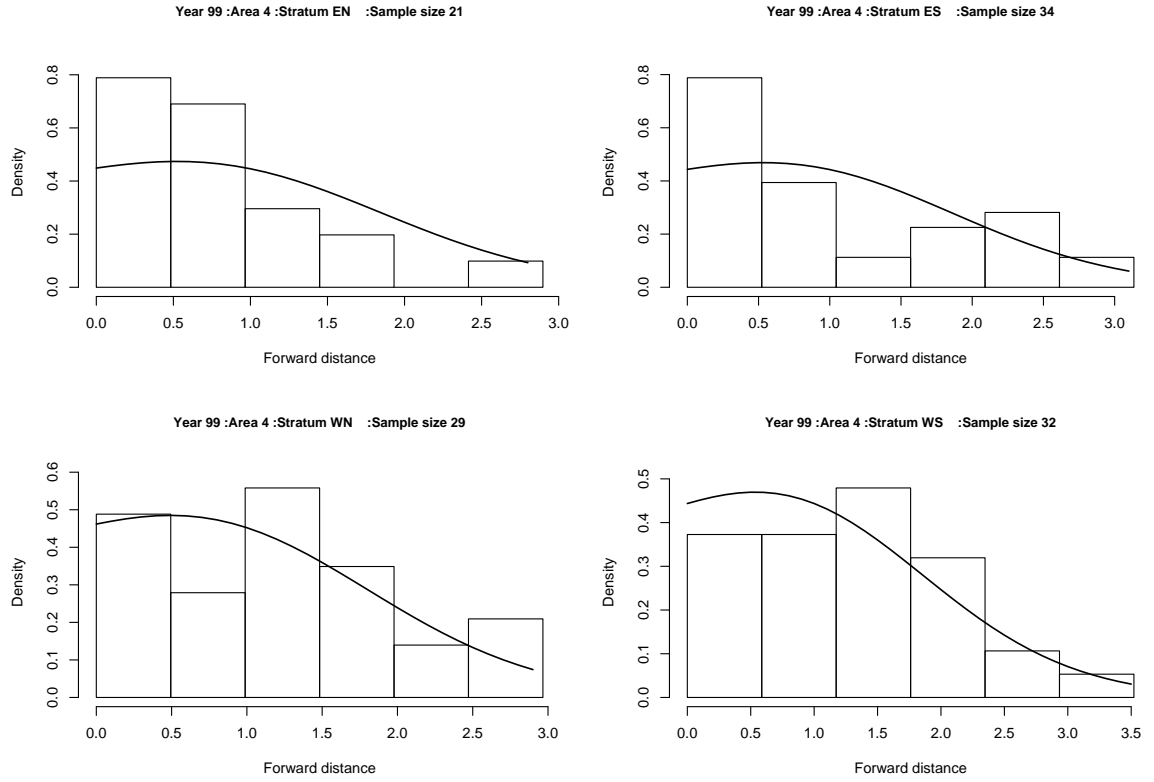 Year 99 :Area 4 :Stratum EN :Sample size 21
Density
0.8
0.6
0.4
0.2
0.0
0.0 0.5 1.0 1.5 2.0 2.5 3.0
Forward distance
Year 99 :Area 4 :Stratum ES :Sample size 34
Density
0.8
0.6
0.4
0.2
0.0
0.0 0.5 1.0 1.5 2.0 2.5 3.0
Forward distance
Year 99 :Area 4 :Stratum WN :Sample size 29
Density
0.6
0.5
0.4
0.3
0.2
0.1
0.0
0.0 0.5 1.0 1.5 2.0 2.5 3.0
Forward distance
Year 99 :Area 4 :Stratum WS :Sample size 32
Density
0.5
0.4
0.3
0.2
0.1
0.0
0.0 0.5 1.0 1.5 2.0 2.5 3.0 3.5
Forward distance